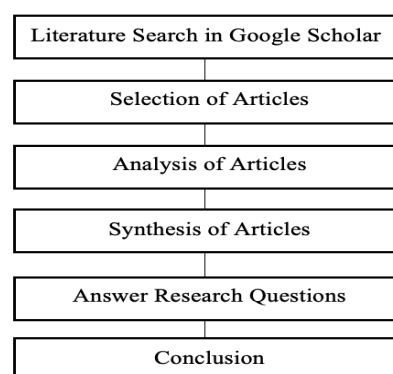 Literature Search in Google Scholar
Selection of Articles
Analysis of Articles
Synthesis of Articles
Answer Research Questions
Conclusion